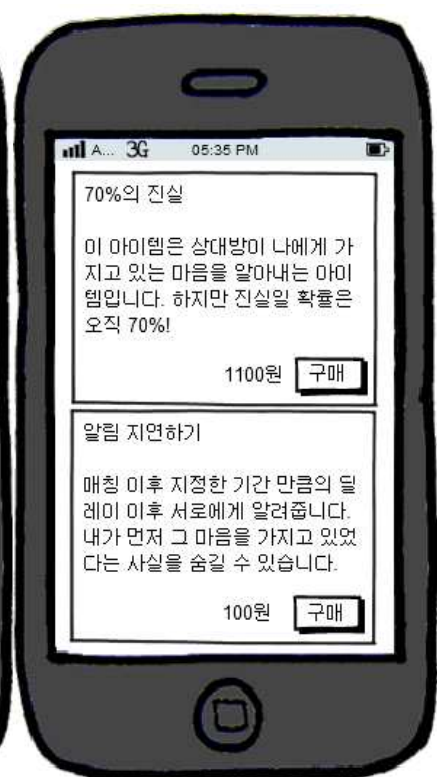 A... 3G 05:35 PM
70%의 진실
이 아이템은 상대방이 나에게 가
지고 있는 마음을 알아내는 아이
템입니다. 하지만 진실일 확률은
오직 70%!
1100원 구매
알림 지연하기
매칭 이후 지정한 기간 만큼의 딜
레이 이후 서로에게 알려줍니다.
내가 먼저 그 마음을 가지고 있었
다는 사실을 숨길 수 있습니다.
100원 구매